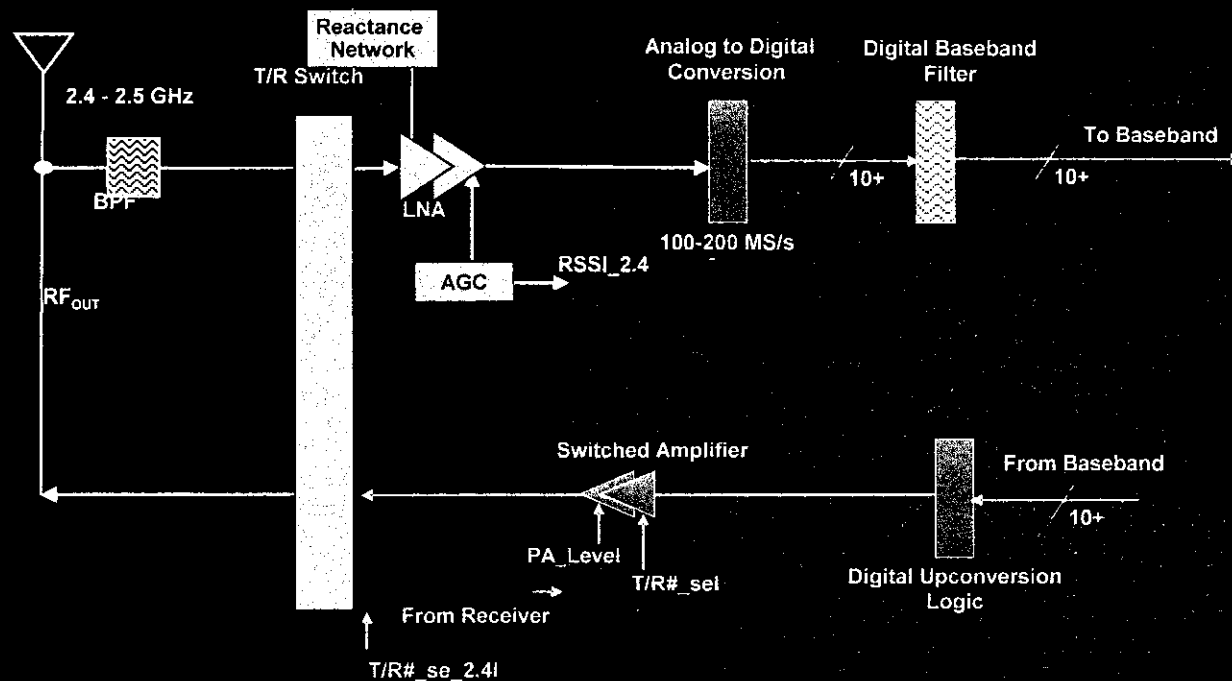 Reactance
Network
T/R Switch
Analog to Digital
Conversion
Digital Baseband
Filter
2.4 - 2.5 GHz
To Baseband
BPF
LNA
10+
10+
100-200 MS/s
AGC
RSSI_2.4
RFOUT
Switched Amplifier
From Baseband
10+
PA_Level
T/R#_sel
Digital Upconversion
Logic
From Receiver
T/R#_se_2.4l